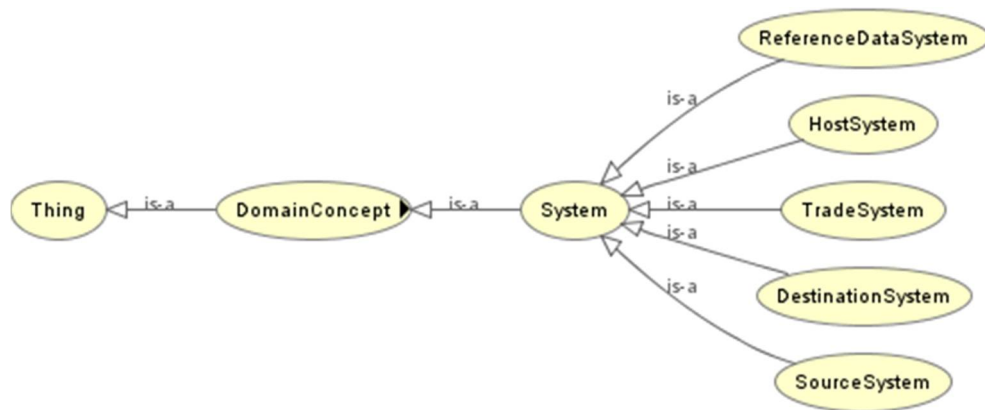 ReferenceDataSystem
is-a
HostSystem
is-a
Thing
is-a
DomainConcept
is-a
System
is-a
TradeSystem
is-a
DestinationSystem
is-a
SourceSystem